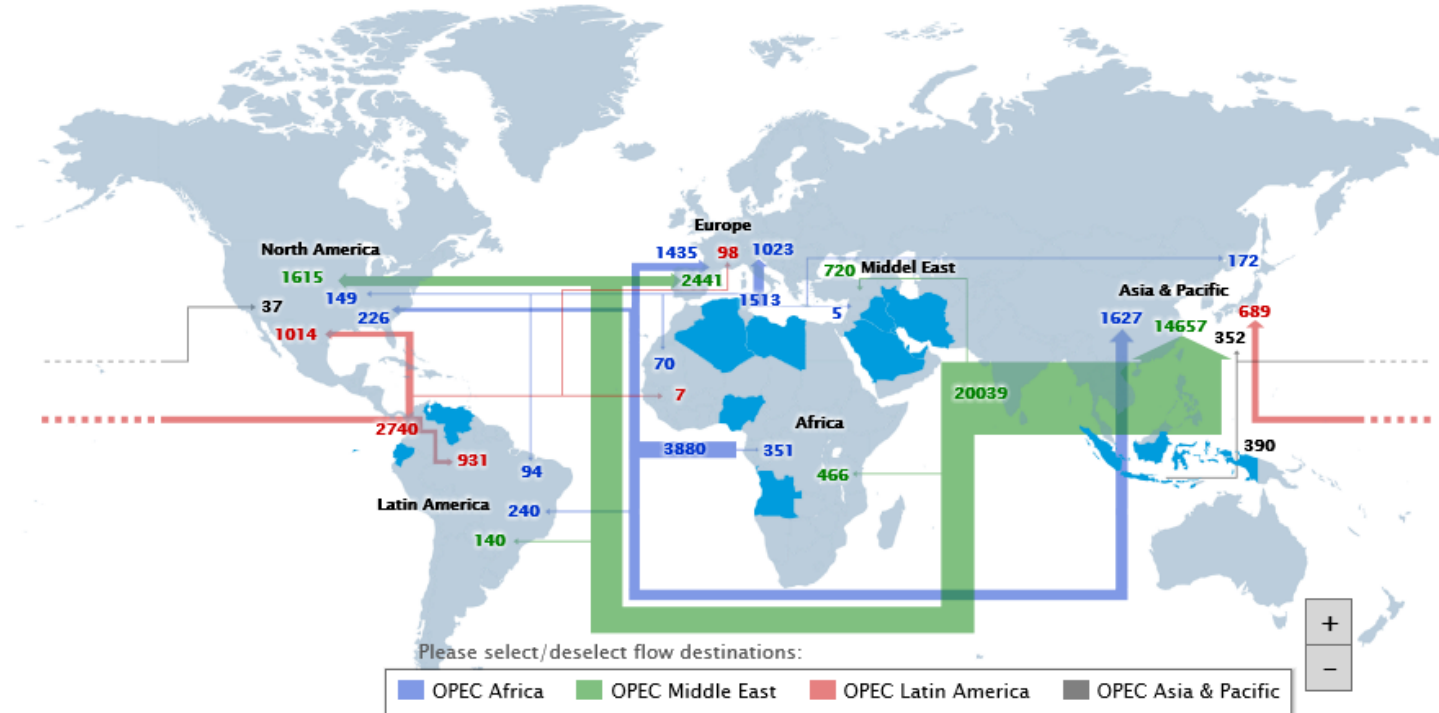 Europe
1435
98
1023
North America
1615
2441
720
Middel East
172
149
1513
Asia & Pacific
37
226
5
1627
14657
689
1014
352
70
7
20039
2740
Africa
390
931
94
3880
351
466
Latin America
240
140
+
−
Please select/deselect flow destinations:
OPEC Africa
OPEC Middle East
OPEC Latin America
OPEC Asia & Pacific